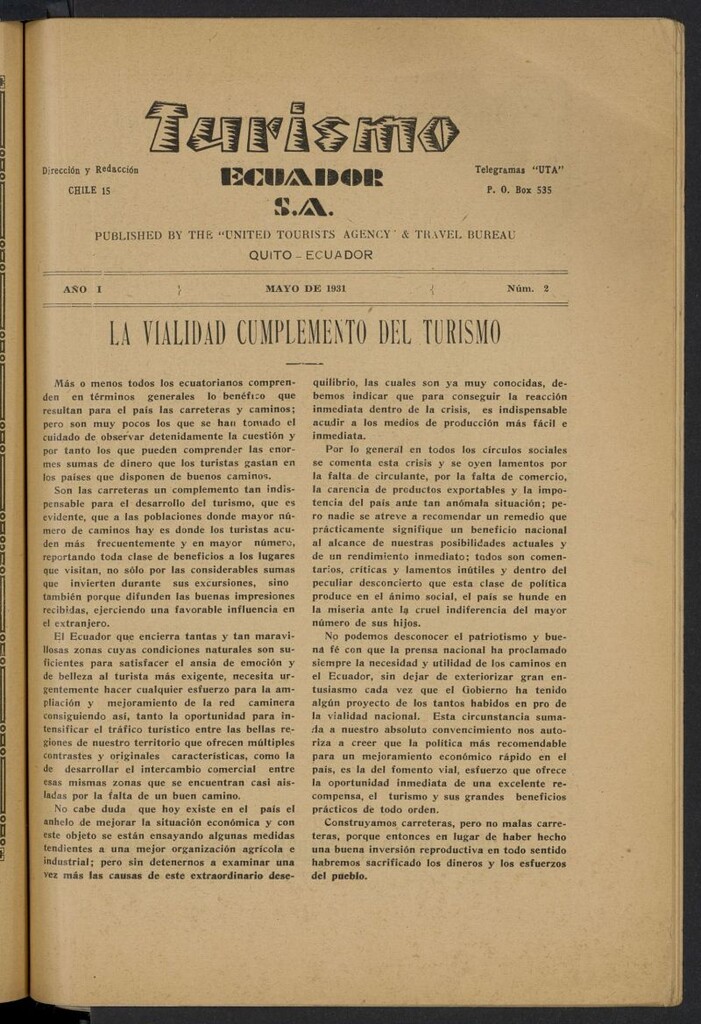 Turismo
ECUADOR
S.A.
Dirección y Redacción
CHILE 15
Telegramas "UTA"
P. O. Box 535
PUBLISHED BY THE "UNITED TOURISTS AGENCY' & TRAVEL BUREAU
QUITO - ECUADOR
AÑO I } MAYO DE 1931 { Núm. 2
LA VIALIDAD CUMPLEMENTO DEL TURISMO
Más o menos todos los ecuatorianos compren-
den en términos generales lo benéfico que
resultan para el país las carreteras y caminos;
pero son muy pocos los que se han tomado el
cuidado de observar detenidamente la cuestión y
por tanto los que pueden comprender las enor-
mes sumas de dinero que los turistas gastan en
los países que disponen de buenos caminos.
Son las carreteras un complemento tan indis-
pensable para el desarrollo del turismo, que es
evidente, que a las poblaciones donde mayor nú-
mero de caminos hay es donde los turistas acu-
den más frecuentemente y en mayor número,
reportando toda clase de beneficios a los lugares
que visitan, no sólo por las considerables sumas
que invierten durante sus excursiones, sino
también porque difunden las buenas impresiones
recibidas, ejerciendo una favorable influencia en
el extranjero.
El Ecuador que encierra tantas y tan maravi-
llosas zonas cuyas condiciones naturales son su-
ficientes para satisfacer el ansia de emoción y
de belleza al turista más exigente, necesita ur-
gentemente hacer cualquier esfuerzo para la am-
pliación y mejoramiento de la red caminera
consiguiendo así, tanto la oportunidad para in-
tensificar el tráfico turístico entre las bellas re-
giones de nuestro territorio que ofrecen múltiples
contrastes y originales características, como la
de desarrollar el intercambio comercial entre
esas mismas zonas que se encuentran casi ais-
ladas por la falta de un buen camino.
No cabe duda que hoy existe en el país el
anhelo de mejorar la situación económica y con
este objeto se están ensayando algunas medidas
tendientes a una mejor organización agrícola e
industrial; pero sin detenernos a examinar una
vez más las causas de este extraordinario dese-
quilibrio, las cuales son ya muy conocidas, de-
bemos indicar que para conseguir la reacción
inmediata dentro de la crisis, es indispensable
acudir a los medios de producción más fácil e
inmediata.
Por lo general en todos los círculos sociales
se comenta esta crisis y se oyen lamentos por
la falta de circulante, por la falta de comercio,
la carencia de productos exportables y la impo-
tencia del país ante tan anómala situación; pe-
ro nadie se atreve a recomendar un remedio que
prácticamente signifique un beneficio nacional
al alcance de nuestras posibilidades actuales y
de un rendimiento inmediato; todos son comen-
tarios, críticas y lamentos inútiles y dentro del
peculiar desconcierto que esta clase de política
produce en el ánimo social, el país se hunde en
la miseria ante la cruel indiferencia del mayor
número de sus hijos.
No podemos desconocer el patriotismo y bue-
na fé con que la prensa nacional ha proclamado
siempre la necesidad y utilidad de los caminos en
el Ecuador, sin dejar de exteriorizar gran en-
tusiasmo cada vez que el Gobierno ha tenido
algún proyecto de los tantos habidos en pro de
la vialidad nacional. Esta circunstancia suma-
da a nuestro absoluto convencimiento nos auto-
riza a creer que la política más recomendable
para un mejoramiento económico rápido en el
país, es la del fomento vial, esfuerzo que ofrece
la oportunidad inmediata de una excelente re-
compensa, el turismo y sus grandes beneficios
prácticos de todo orden.
Construyamos carreteras, pero no malas carre-
teras, porque entonces en lugar de haber hecho
una buena inversión reproductiva en todo sentido
habremos sacrificado los dineros y los esfuerzos
del pueblo.